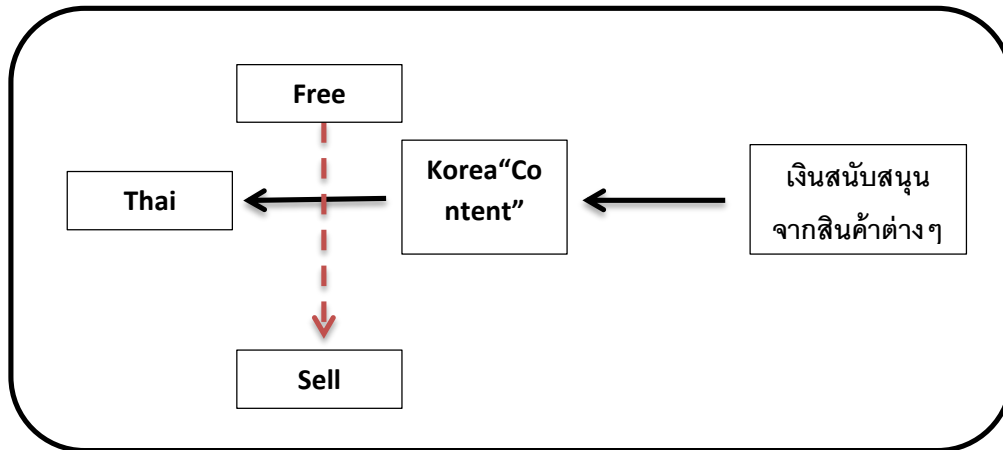 Free
Thai
Korea“Co
ntent”
เงินสนับสนุน
จากสินค้าต่างๆ
Sell